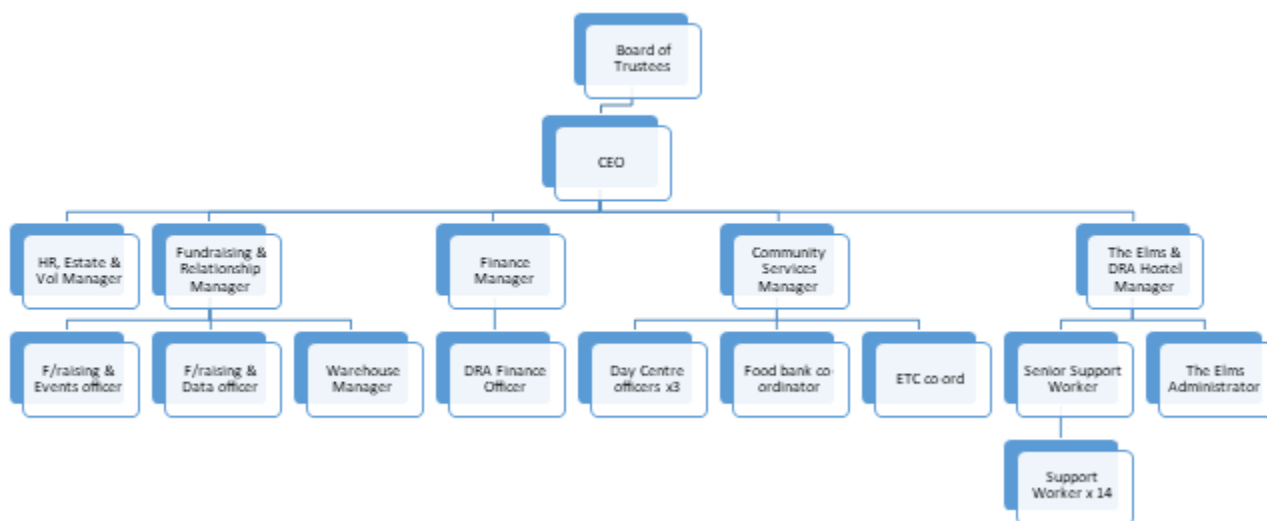 Board of
Trustees
CEO
HR, Estate &
Vol Manager
Fundraising &
Relationship
Manager
Finance
Manager
Community
Services
Manager
The Elms &
DRA Hostel
Manager
F/raising &
Events officer
F/raising &
Data officer
Warehouse
Manager
DRA Finance
Officer
Day Centre
officers x3
Food bank co-
ordinator
ETC co-ord
Senior Support
Worker
The Elms
Administrator
Support
Worker x 14